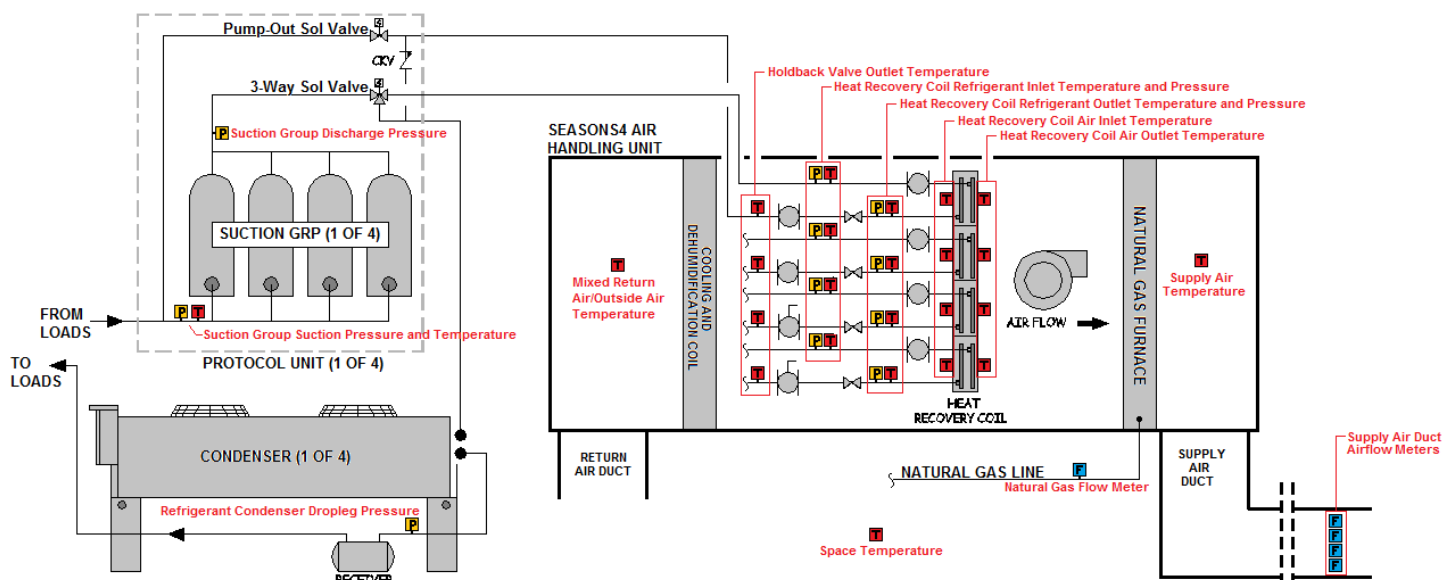 Pump-Out Sol Valve
CKV
3-Way Sol Valve
P Suction Group Discharge Pressure
SUCTION GRP (1 OF 4)
FROM
LOADS
P T
Suction Group Suction Pressure and Temperature
TO
LOADS
PROTOCOL UNIT (1 OF 4)
CONDENSER (1 OF 4)
Refrigerant Condenser Dropleg Pressure
P
RECEIVER
Holdback Valve Outlet Temperature
Heat Recovery Coil Refrigerant Inlet Temperature and Pressure
Heat Recovery Coil Refrigerant Outlet Temperature and Pressure
Heat Recovery Coil Air Inlet Temperature
Heat Recovery Coil Air Outlet Temperature
SEASONS4 AIR
HANDLING UNIT
T
Mixed Return
Air/Outside Air
Temperature
COOLING AND
DEHUMIDIFICATION COIL
P T
T
P T
T
T
P T
T
P T
T
T
P T
T
P T
T
T
P T
T
P T
T
T
HEAT
RECOVERY COIL
AIR FLOW
NATURAL GAS FURNACE
T
Supply Air
Temperature
RETURN
AIR DUCT
NATURAL GAS LINE
F
Natural Gas Flow Meter
SUPPLY
AIR
DUCT
Supply Air Duct
Airflow Meters
F
F
F
F
T
Space Temperature